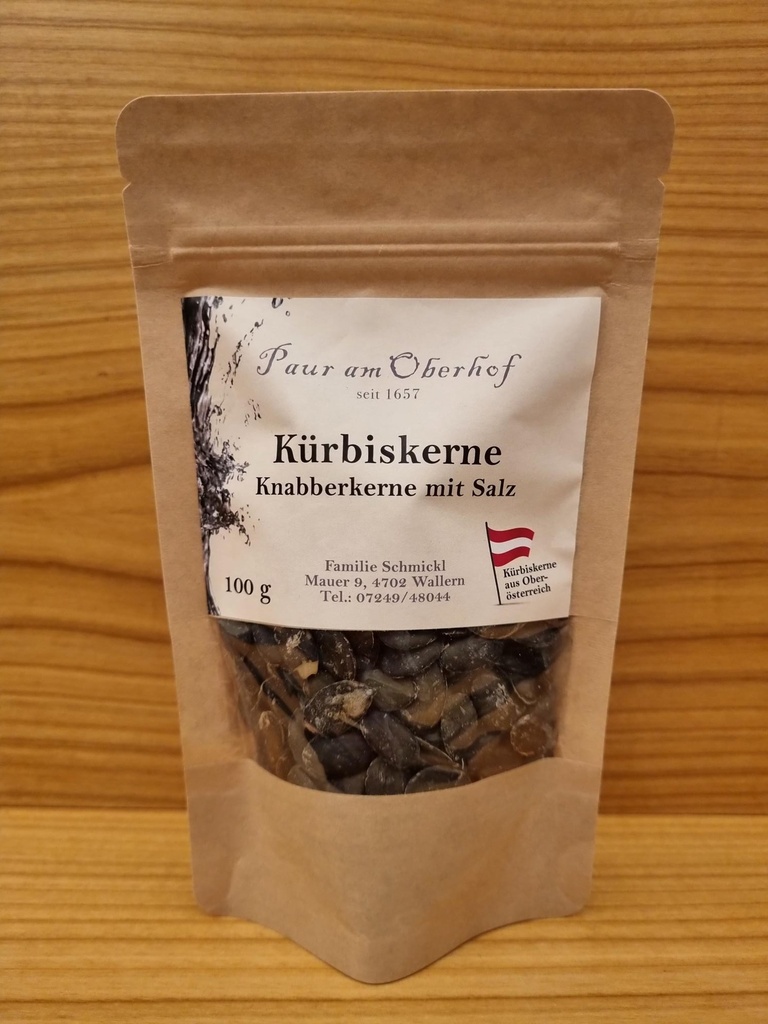 Paur am Oberhof
seit 1657
Kürbiskerne
Knabberkerne mit Salz
100 g
Familie Schmickl
Mauer 9, 4702 Wallern
Tel.: 07249/48044
Kürbiskerne
aus Ober-
österreich